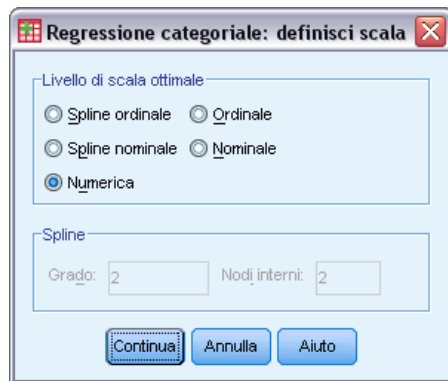 Regressione categoriale: definisci scala
Livello di scala ottimale
Spline ordinale Ordinale
Spline nominale Nominale
Numerica
Spline
Grado: 2 Nodi interni: 2
Continua Annulla Aiuto